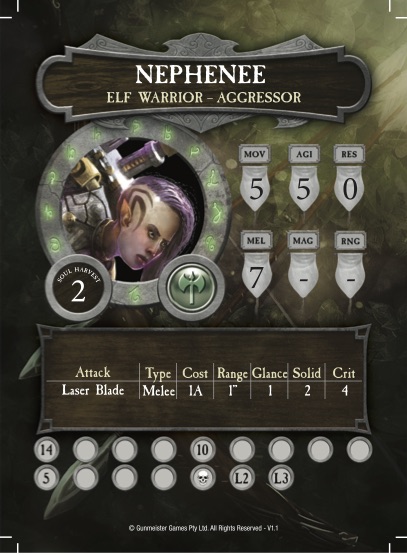 NEPHENEE
ELF WARRIOR – AGGRESSOR
MOV AGI RES
5 5 0
SOUL HARVEST
2
MEL MAG RNG
7 - -
Attack Type Cost Range Glance Solid Crit
Laser Blade Melee 1A 1" 1 2 4
14 10
5 L2 L3
© Gunmeister Games Pty Ltd. All Rights Reserved - V1.1